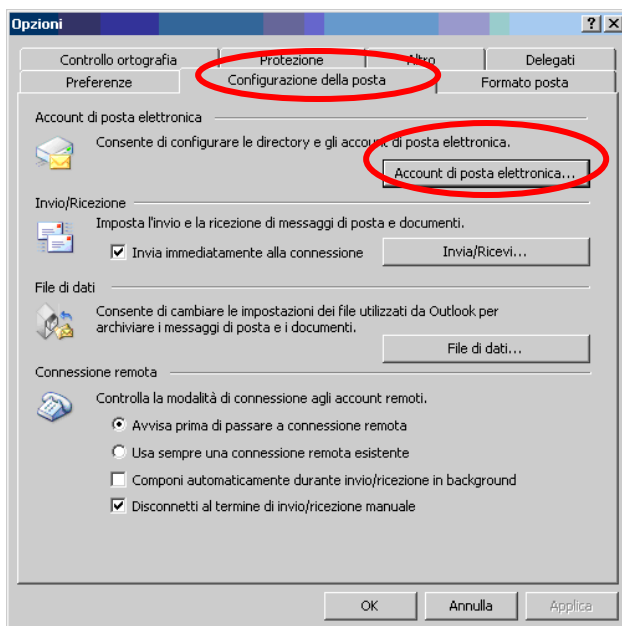 Opzioni
Controllo ortografia Protezione Altro Delegati
Preferenze Configurazione della posta Formato posta
Account di posta elettronica
Consente di configurare le directory e gli account di posta elettronica.
Account di posta elettronica...
Invio/Ricezione
Imposta l'invio e la ricezione di messaggi di posta e documenti.
Invia immediatamente alla connessione Invia/Ricevi...
File di dati
Consente di cambiare le impostazioni dei file utilizzati da Outlook per
archiviare i messaggi di posta e i documenti.
File di dati...
Connessione remota
Controlla la modalità di connessione agli account remoti.
Avvisa prima di passare a connessione remota
Usa sempre una connessione remota esistente
Componi automaticamente durante invio/ricezione in background
Disconnetti al termine di invio/ricezione manuale
OK Annulla Applica